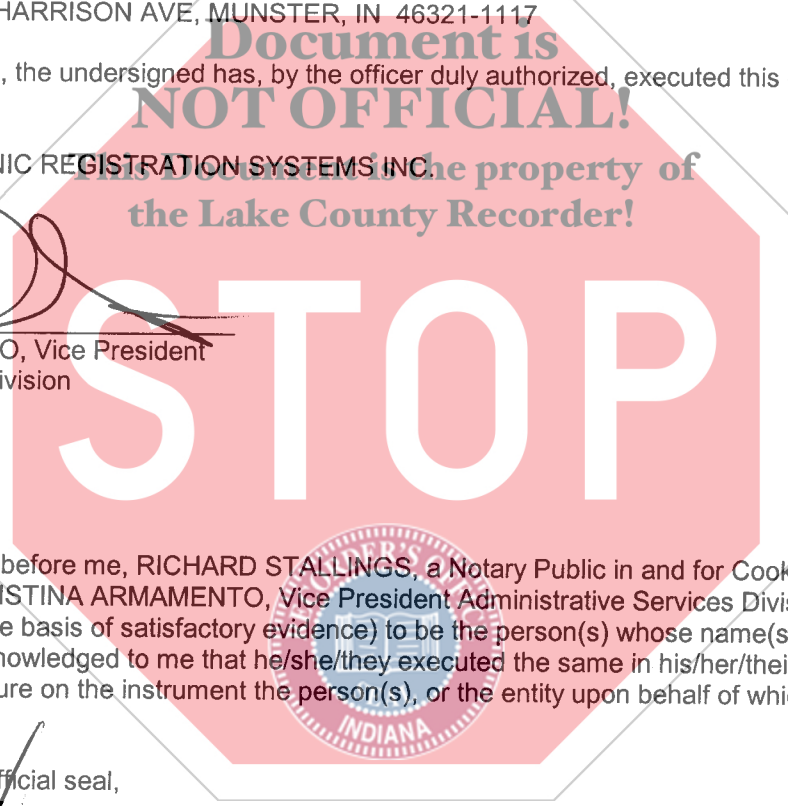 HARRISON AVE, MUNSTER, IN 46321-1117
Document is
, the undersigned has, by the officer duly authorized, executed this
NOT OFFICIAL!
NIC REGISTRATION SYSTEMS INC.
This Document is the property of
the Lake County Recorder!
STOP
O, Vice President
ivision
before me, RICHARD STALLINGS, a Notary Public in and for Cook
ISTINA ARMAMENTO, Vice President Administrative Services Divis
e basis of satisfactory evidence) to be the person(s) whose name(s
nowledged to me that he/she/they executed the same in his/her/thei
ure on the instrument the person(s), or the entity upon behalf of whi
INDIANA
fficial seal,